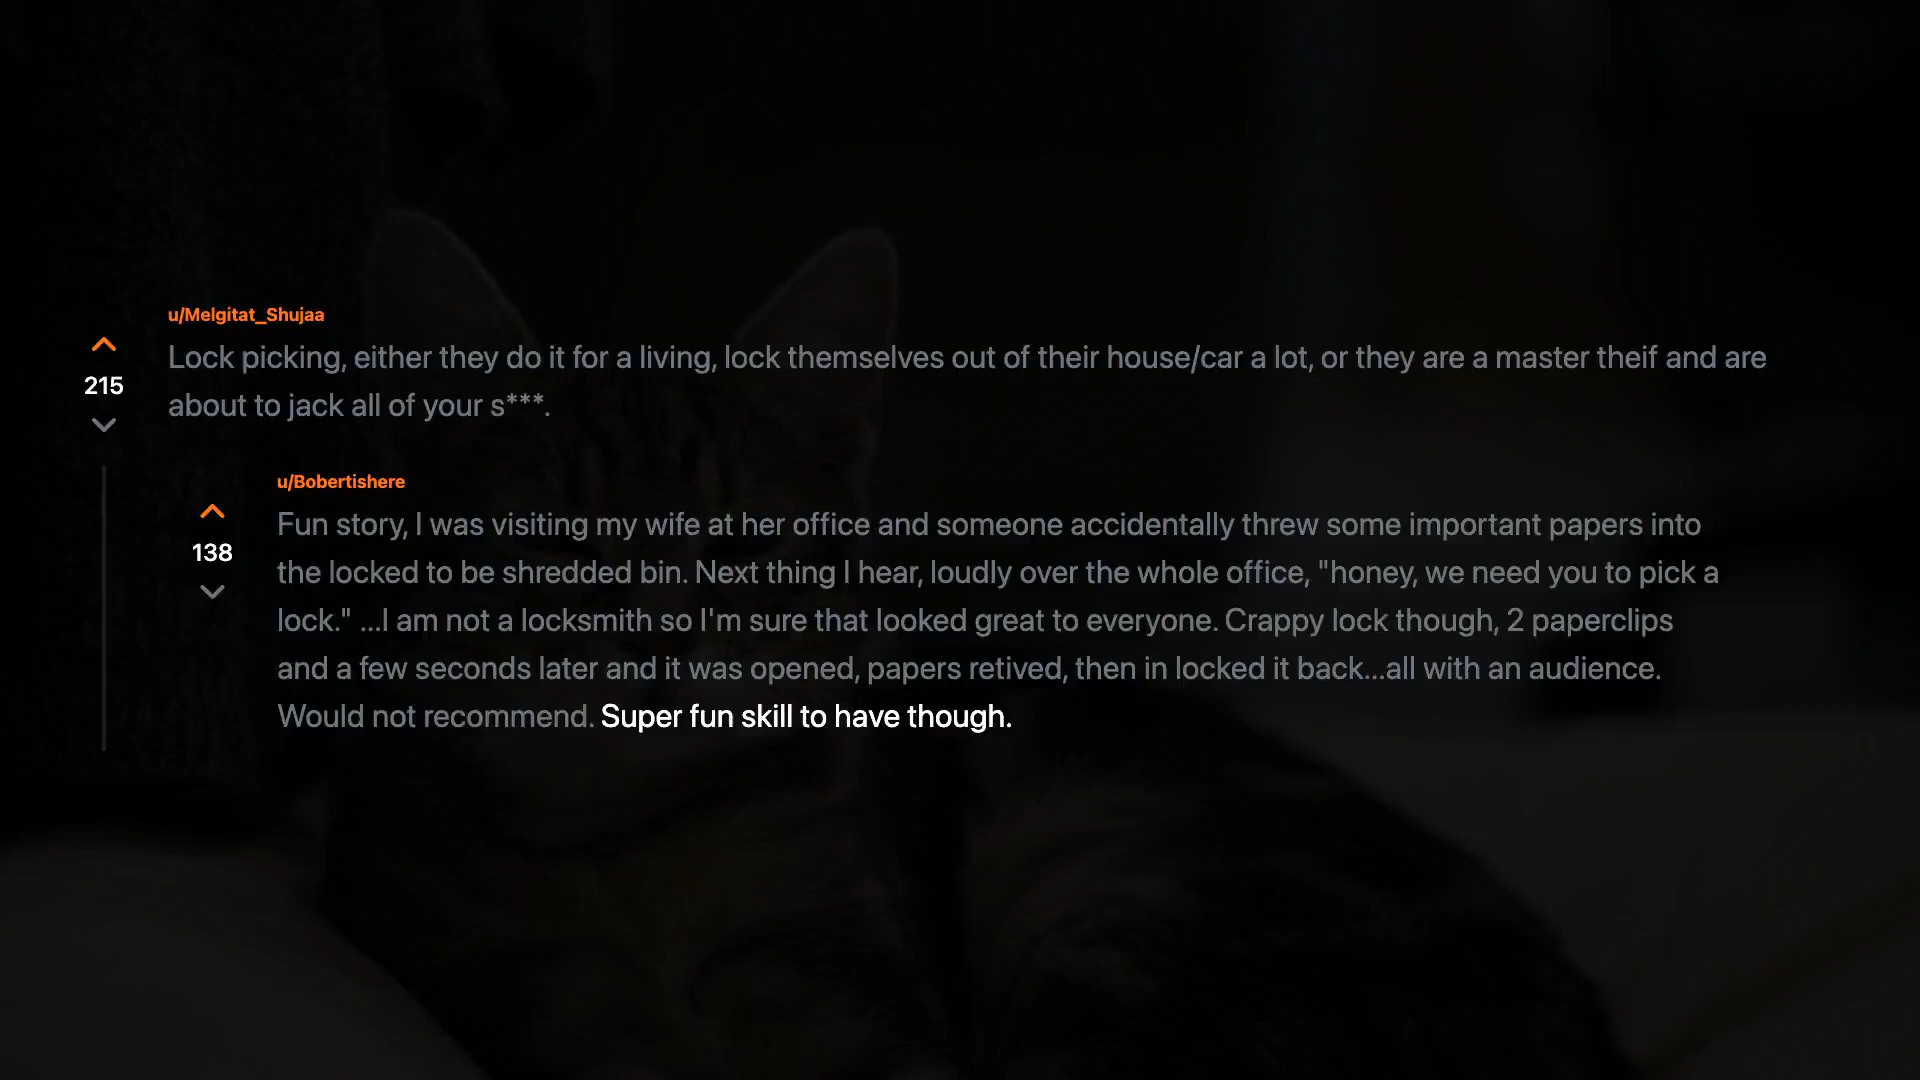 u/Melgitat_Shujaa
215
Lock picking, either they do it for a living, lock themselves out of their house/car a lot, or they are a master theif and are
about to jack all of your s***.
u/Bobertishere
138
Fun story, I was visiting my wife at her office and someone accidentally threw some important papers into
the locked to be shredded bin. Next thing I hear, loudly over the whole office, "honey, we need you to pick a
lock." ...I am not a locksmith so I'm sure that looked great to everyone. Crappy lock though, 2 paperclips
and a few seconds later and it was opened, papers retived, then in locked it back...all with an audience.
Would not recommend. Super fun skill to have though.